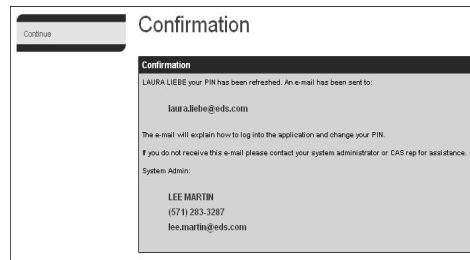 Continue
Confirmation
Confirmation
LAURA LIEBE your PIN has been refreshed. An e-mail has been sent to:
laura.liebe@eds.com
The e-mail will explain how to log into the application and change your PIN.
If you do not receive this e-mail please contact your system administrator or CAS rep for assistance.
System Admin:
LEE MARTIN
(571) 283-3287
lee.martin@eds.com